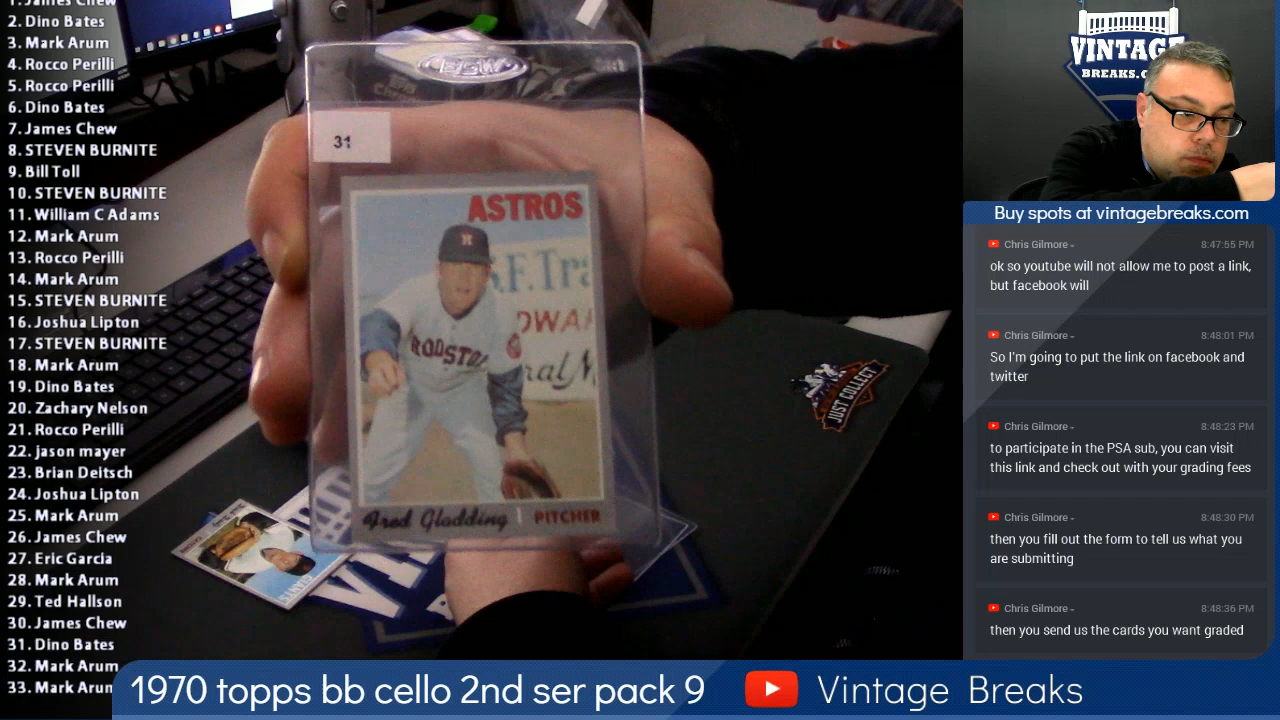 1. James Chew
2. Dino Bates
3. Mark Arum
4. Rocco Perilli
5. Rocco Perilli
6. Dino Bates
7. James Chew
8. STEVEN BURNITE
9. Bill Toll
10. STEVEN BURNITE
11. William C Adams
12. Mark Arum
13. Rocco Perilli
14. Mark Arum
15. STEVEN BURNITE
16. Joshua Lipton
17. STEVEN BURNITE
18. Mark Arum
19. Dino Bates
20. Zachary Nelson
21. Rocco Perilli
22. jason mayer
23. Brian Deitsch
24. Joshua Lipton
25. Mark Arum
26. James Chew
27. Eric Garcia
28. Mark Arum
29. Ted Hallson
30. James Chew
31. Dino Bates
32. Mark Arum
33. Mark Arum
31
ASTROS
Fred Gladding
PITCHER
JUST COLLECT
VINTAGE
Buy spots at vintagebreaks.com
Chris Gilmore
8:47:55 PM
ok so youtube will not allow me to post a link,
but facebook will
Chris Gilmore
8:48:01 PM
So I'm going to put the link on facebook and
twitter
Chris Gilmore
8:48:23 PM
to participate in the PSA sub, you can visit
this link and check out with your grading fees
Chris Gilmore
8:48:30 PM
then you fill out the form to tell us what you
are submitting
Chris Gilmore
8:48:36 PM
then you send us the cards you want graded
1970 topps bb cello 2nd ser pack 9
Vintage Breaks